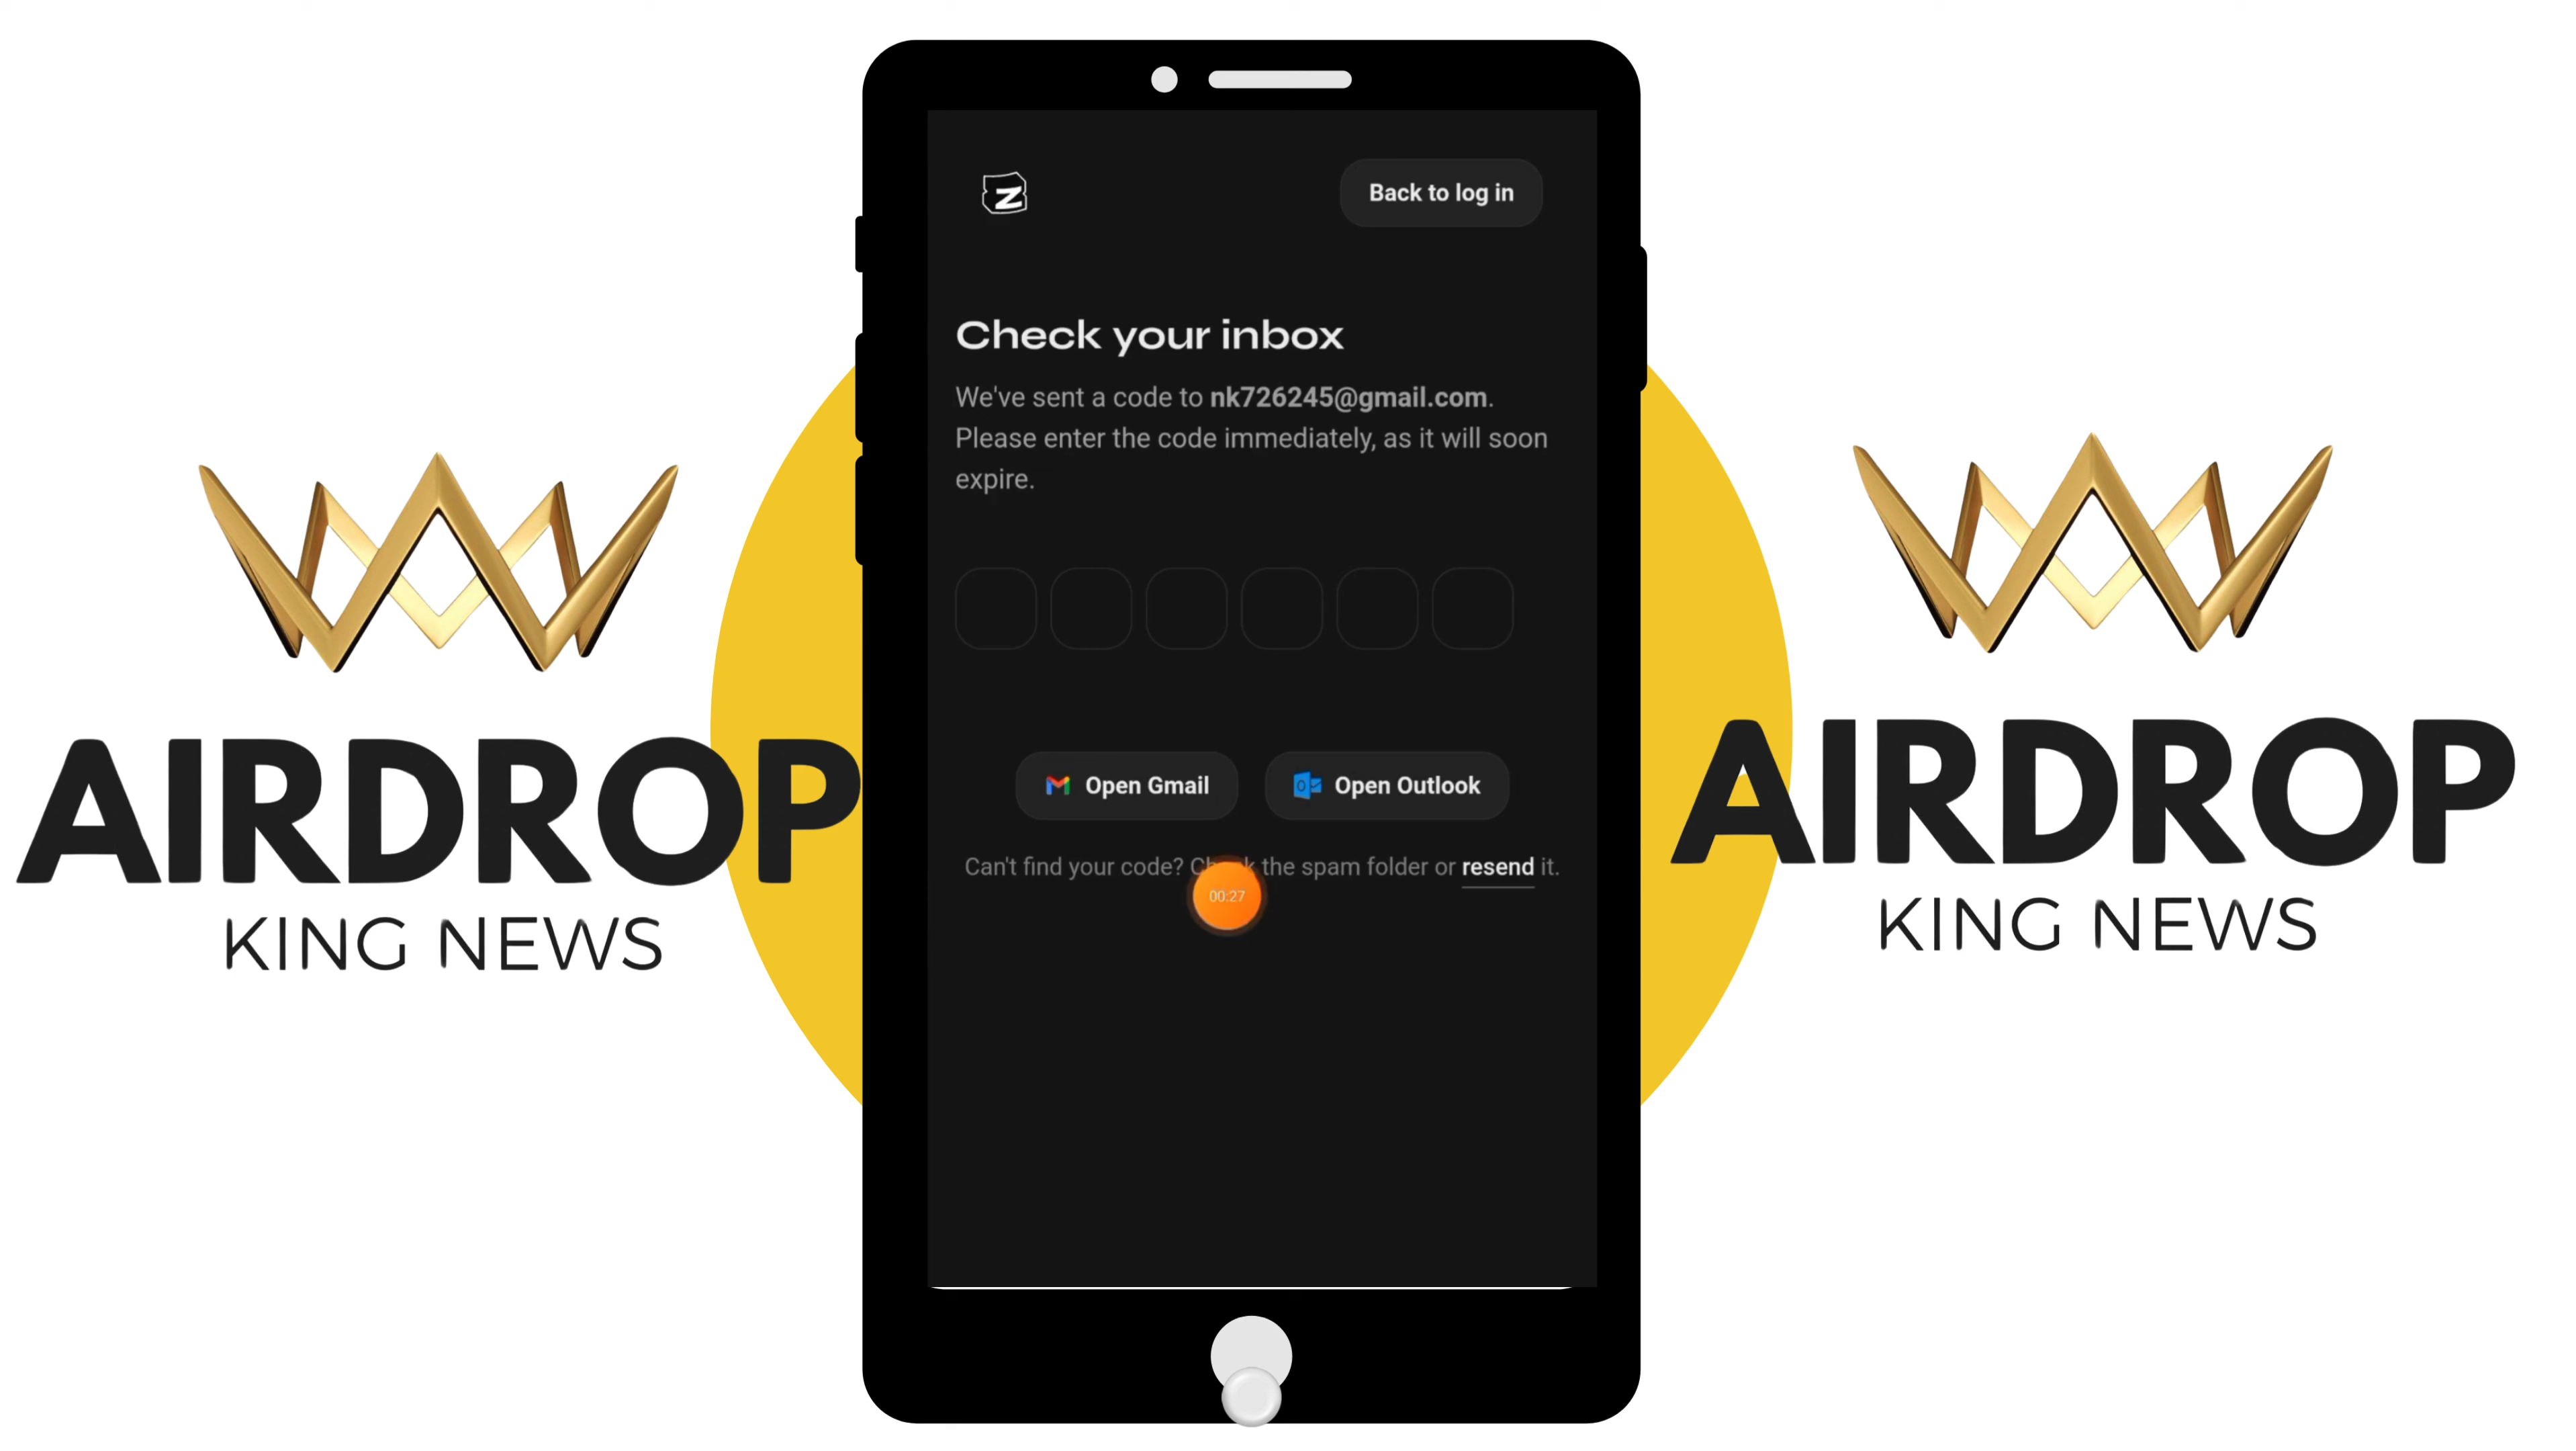 Z
Back to log in
Check your inbox
We've sent a code to nk726245@gmail.com.
Please enter the code immediately, as it will soon
expire.
Open Gmail
Open Outlook
Can't find your code? the spam folder or resend it.
00:27
AIRDROP
KING NEWS
AIRDROP
KING NEWS